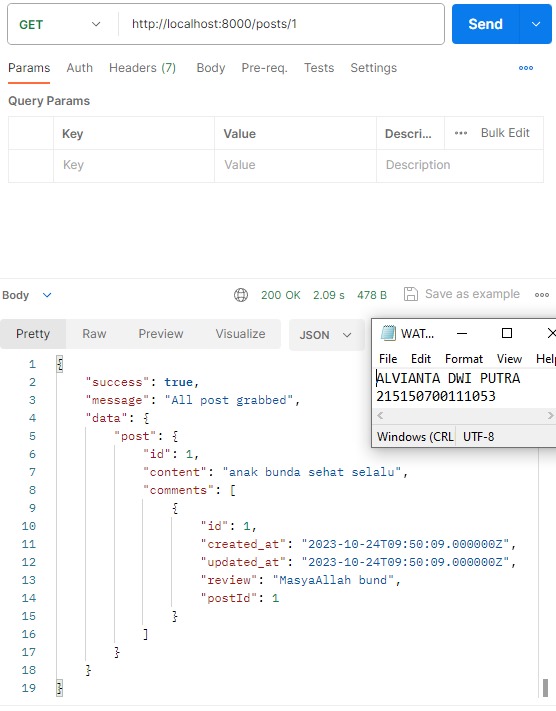 GET http://localhost:8000/posts/1 Send
Params Auth Headers (7) Body Pre-req. Tests Settings
Query Params
Key Value Descri... Bulk Edit
Key Value Description
Body 200 OK 2.09 s 478 B Save as example
Pretty Raw Preview Visualize JSON
1 {
2 "success": true,
3 "message": "All post grabbed",
4 "data": {
5 "post": {
6 "id": 1,
7 "content": "anak bunda sehat selalu",
8 "comments": [
9 {
10 "id": 1,
11 "created_at": "2023-10-24T09:50:09.000000Z",
12 "updated_at": "2023-10-24T09:50:09.000000Z",
13 "review": "MasyaAllah bund",
14 "postId": 1
15 }
16 ]
17 }
18 }
19 }
WAT...
File Edit Format View Help
ALVIANTA DWI PUTRA
215150700111053
Windows (CRL UTF-8